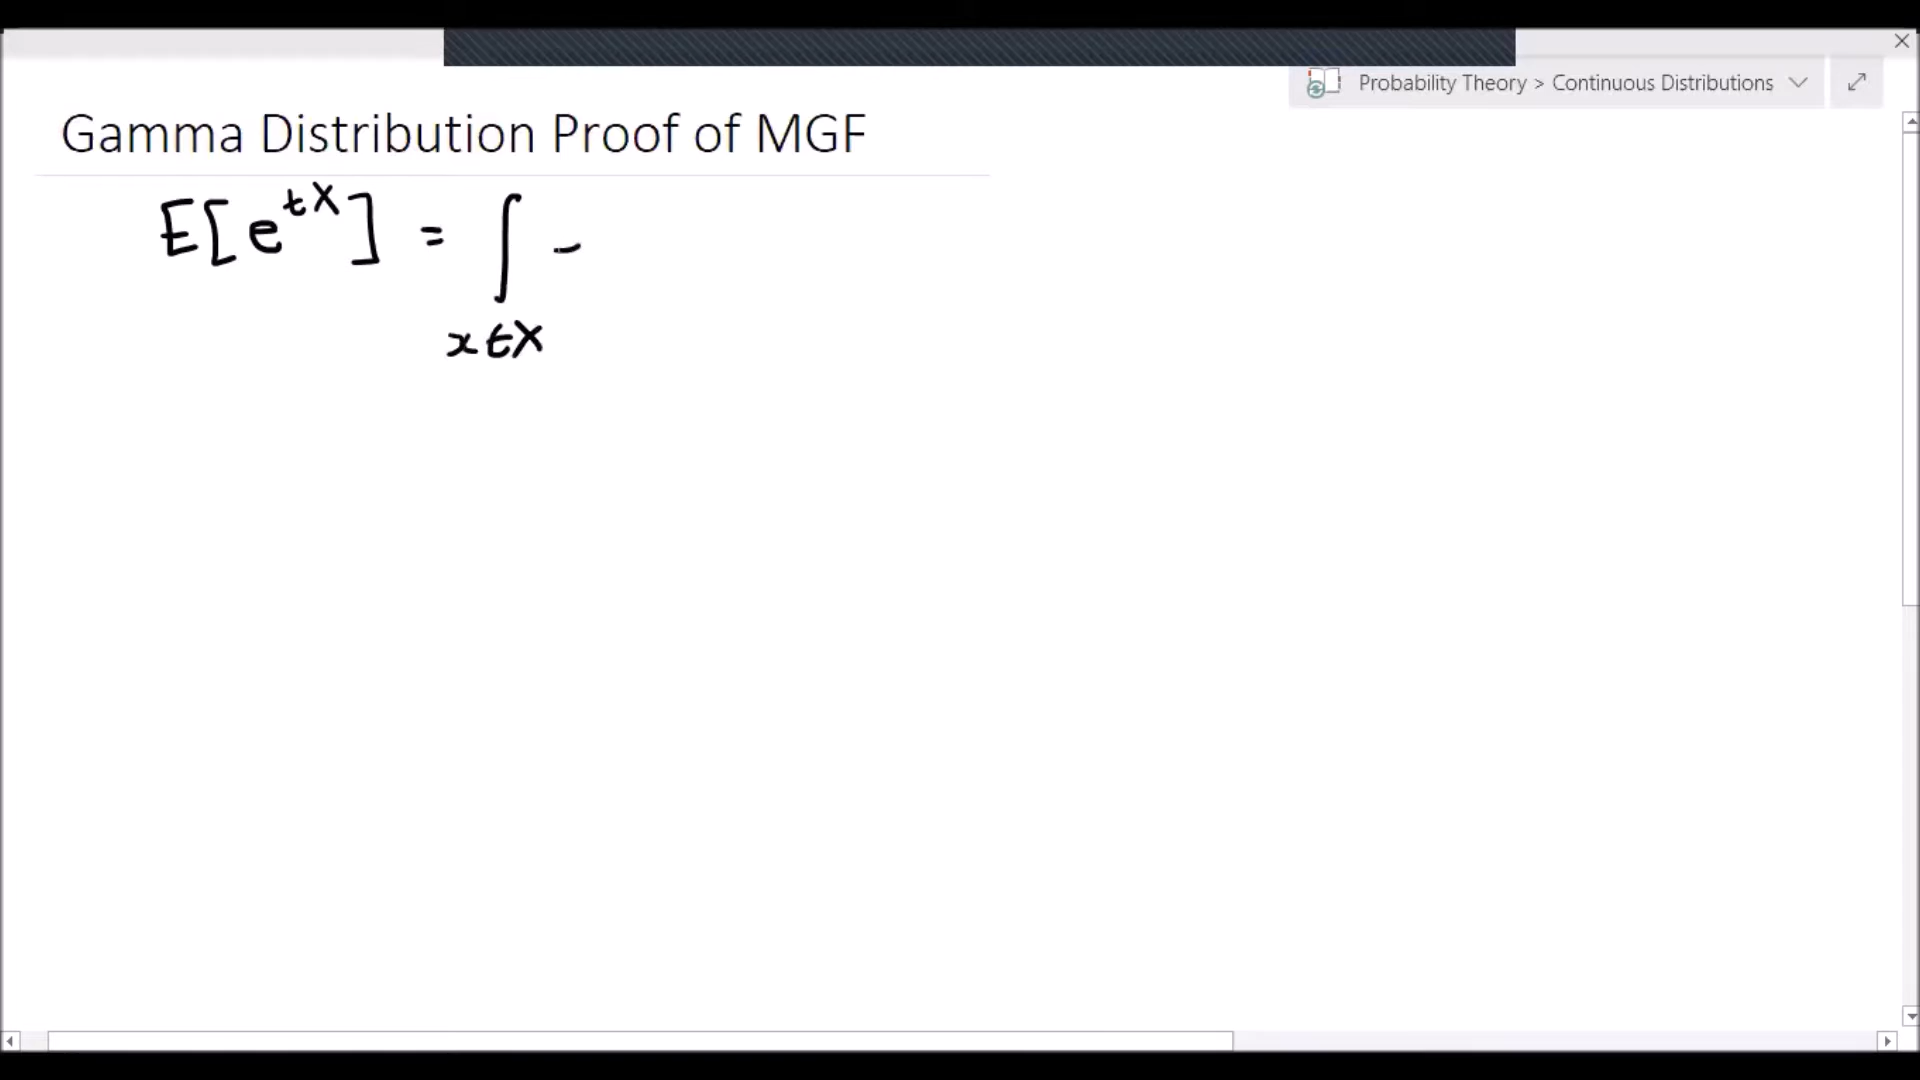 Probability Theory > Continuous Distributions
Gamma Distribution Proof of MGF
E[e^{tX}] = ∫_{x∈X} -